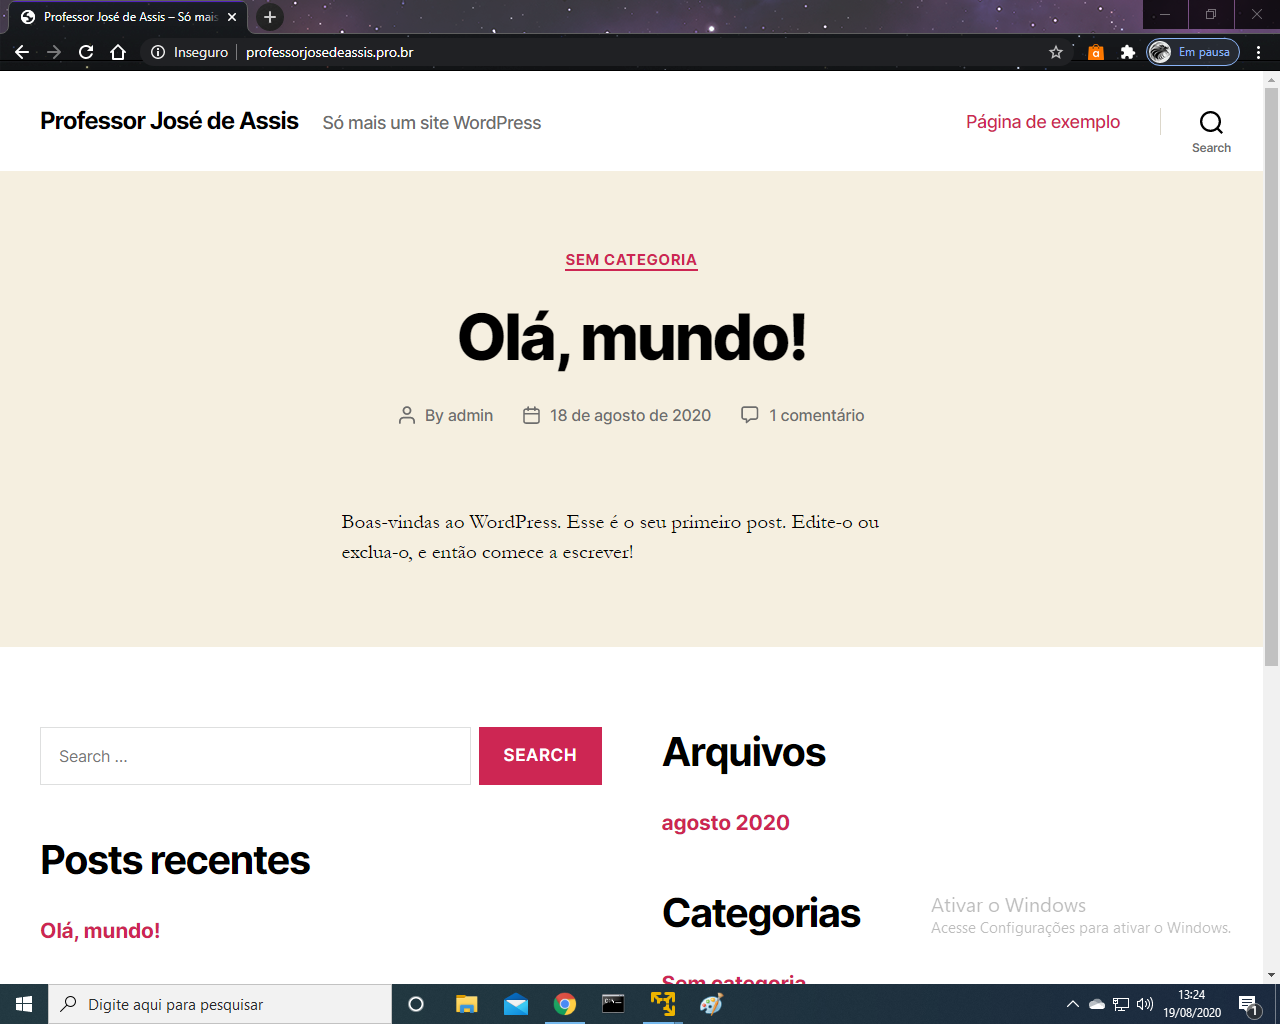 Professor José de Assis – Só mais
Inseguro professorjosedeassis.pro.br
Em pausa
Professor José de Assis Só mais um site WordPress Página de exemplo
Search
SEM CATEGORIA
Olá, mundo!
By admin 18 de agosto de 2020 1 comentário
Boas-vindas ao WordPress. Esse é o seu primeiro post. Edite-o ou
exclua-o, e então comece a escrever!
Search …
SEARCH
Posts recentes
Olá, mundo!
Arquivos
agosto 2020
Categorias
Sem categoria
Ativar o Windows
Acesse Configurações para ativar o Windows.
Digite aqui para pesquisar
13:24
19/08/2020
1